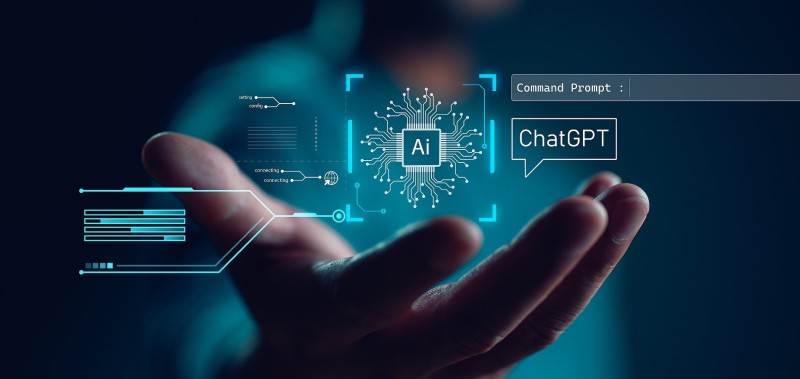 setting
config
connecting
connecting
Ai
Command Prompt :
ChatGPT